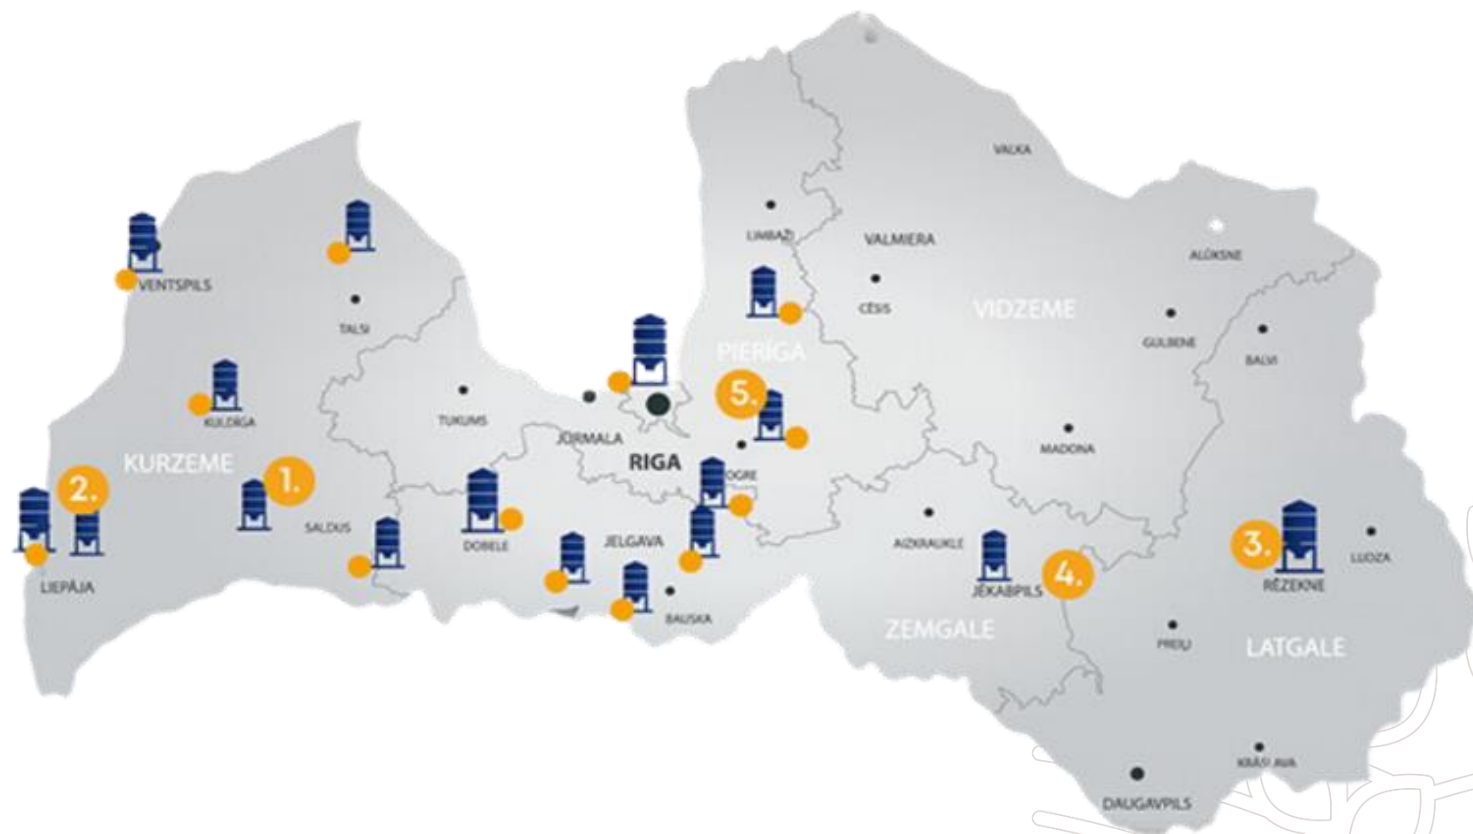 VALKA
LIMBAŽI
VALMIERA
ALŪKSNE
VENTSPILS
CĒSIS
VIDZEME
TALSI
GULBENE
PIERĪGA
BALVI
5.
KULDĪGA
TUKUMS
JŪRMALA
MADONA
KURZEME
RIGA
OGRE
1.
2.
SALDUS
DOBELE
JELGAVA
AIZKRAUKLE
3.
LUDZA
LIEPĀJA
4.
JĒKABPILS
RĒZEKNE
BAUSKA
ZEMGALE
PREIĻI
LATGALE
KRĀSLAVA
DAUGAVPILS